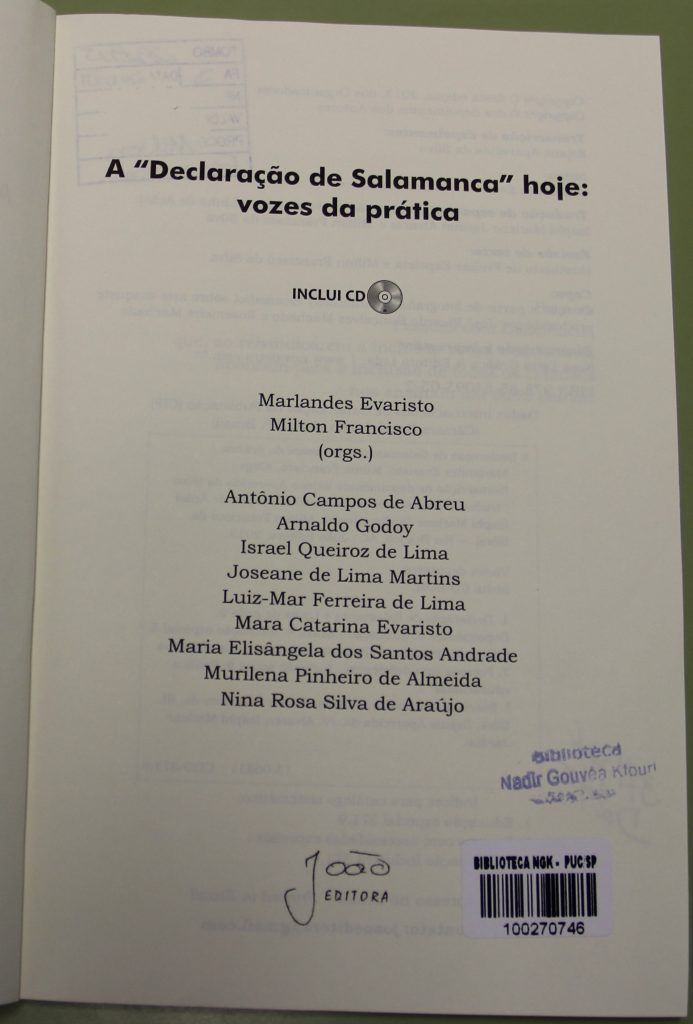 A “Declaração de Salamanca” hoje:
vozes da prática
INCLUI CD
Marlandes Evaristo
Milton Francisco
(orgs.)
Antônio Campos de Abreu
Arnaldo Godoy
Israel Queiroz de Lima
Joseane de Lima Martins
Luiz-Mar Ferreira de Lima
Mara Catarina Evaristo
Maria Elisângela dos Santos Andrade
Murilena Pinheiro de Almeida
Nina Rosa Silva de Araújo
Biblioteca
Nadir Gouvêa Kfouri
João
EDITORA
BIBLIOTECA NGK - PUC/SP
100270746